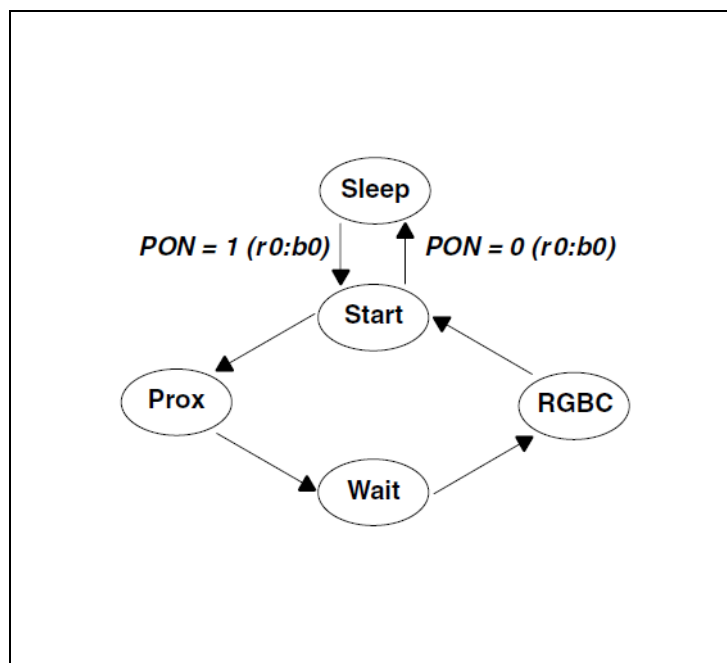 Sleep
PON = 1 (r0:b0)
PON = 0 (r0:b0)
Start
Prox
RGBC
Wait